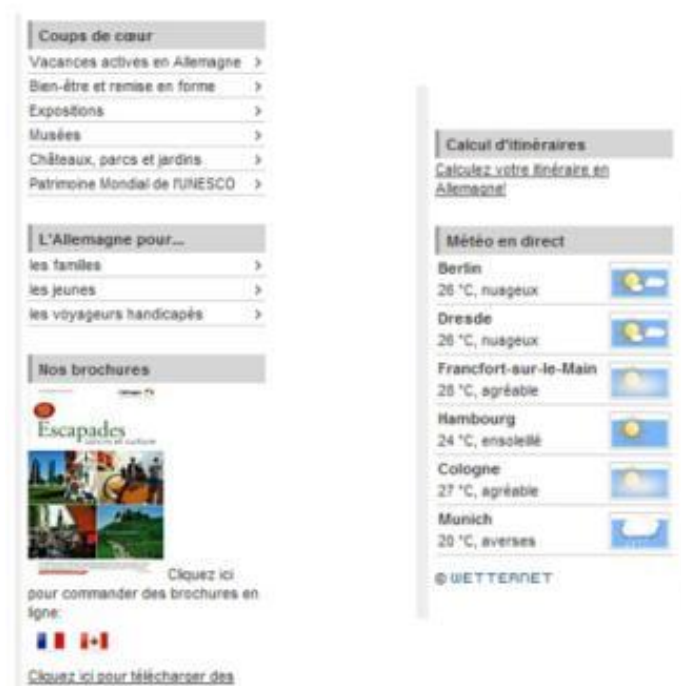 Coups de cœur
Vacances actives en Allemagne
Bien-être et remise en forme
Expositions
Musées
Châteaux, parcs et jardins
Patrimoine Mondial de l'UNESCO
L'Allemagne pour...
les familles
les jeunes
les voyageurs handicapés
Nos brochures
Escapades
Cliquez ici
pour commander des brochures en
ligne:
Cliquez ici pour télécharger des
Calcul d'itinéraires
Calculez votre itinéraire en
Allemagne!
Météo en direct
Berlin
26 °C, nuageux
Dresde
26 °C, nuageux
Francfort-sur-le-Main
28 °C, agréable
Hambourg
24 °C, ensoleillé
Cologne
27 °C, agréable
Munich
20 °C, averses
© WETTERNET